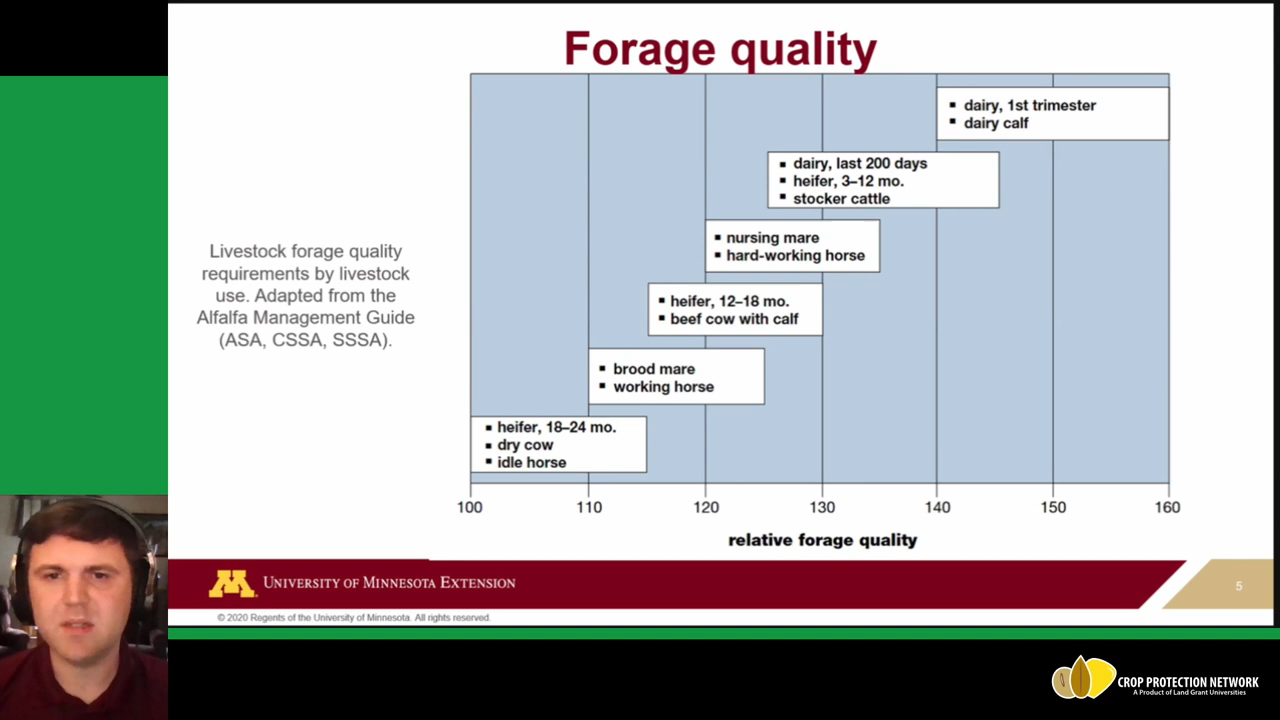 Forage quality
Livestock forage quality
requirements by livestock
use. Adapted from the
Alfalfa Management Guide
(ASA, CSSA, SSSA).
▪ dairy, 1st trimester
▪ dairy calf
▪ dairy, last 200 days
▪ heifer, 3–12 mo.
▪ stocker cattle
▪ nursing mare
▪ hard-working horse
▪ heifer, 12–18 mo.
▪ beef cow with calf
▪ brood mare
▪ working horse
▪ heifer, 18–24 mo.
▪ dry cow
▪ idle horse
100 110 120 130 140 150 160
relative forage quality
M UNIVERSITY OF MINNESOTA EXTENSION
5
© 2020 Regents of the University of Minnesota. All rights reserved.
CROP PROTECTION NETWORK
A Product of Land Grant Universities